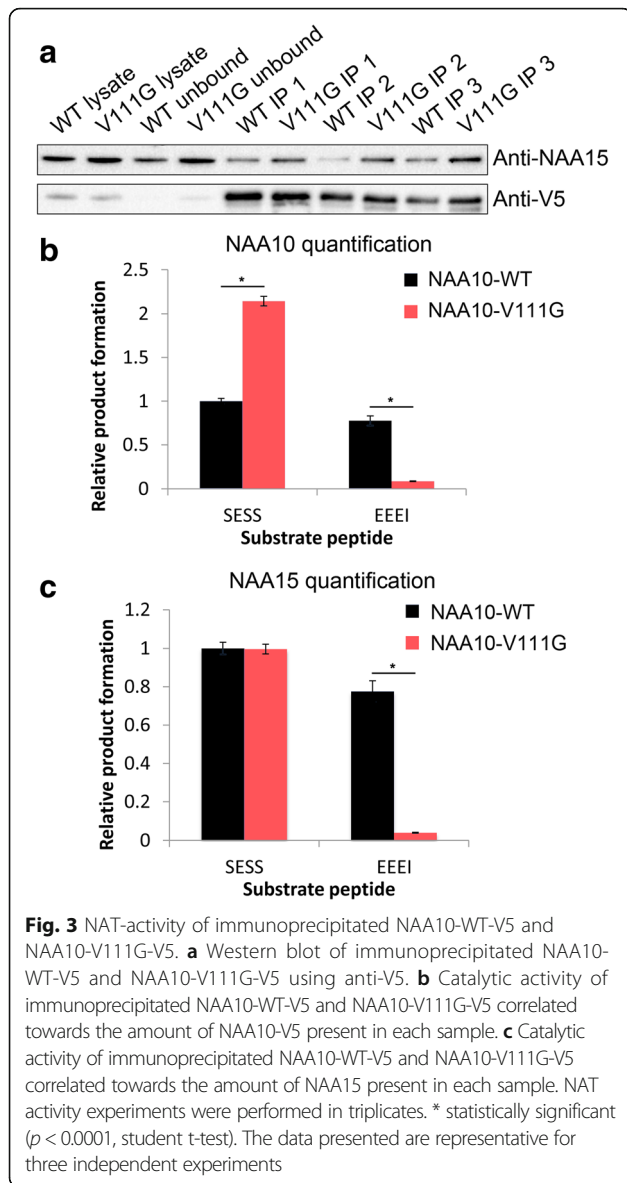 a
WT lysate
V111G lysate
WT unbound
V111G unbound
WT IP 1
V111G IP 1
WT IP 2
V111G IP 2
WT IP 3
V111G IP 3
Anti-NAA15
Anti-V5
b
NAA10 quantification
NAA10-WT
NAA10-V111G
Relative product formation
2.5
2
1.5
1
0.5
0
*
*
SESS
EEEI
Substrate peptide
c
NAA15 quantification
NAA10-WT
NAA10-V111G
Relative product formation
1.2
1
0.8
0.6
0.4
0.2
0
*
SESS
EEEI
Substrate peptide
Fig. 3 NAT-activity of immunoprecipitated NAA10-WT-V5 and
NAA10-V111G-V5. a Western blot of immunoprecipitated NAA10-
WT-V5 and NAA10-V111G-V5 using anti-V5. b Catalytic activity of
immunoprecipitated NAA10-WT-V5 and NAA10-V111G-V5 correlated
towards the amount of NAA10-V5 present in each sample. c Catalytic
activity of immunoprecipitated NAA10-WT-V5 and NAA10-V111G-V5
correlated towards the amount of NAA15 present in each sample. NAT
activity experiments were performed in triplicates. * statistically significant
(p < 0.0001, student t-test). The data presented are representative for
three independent experiments